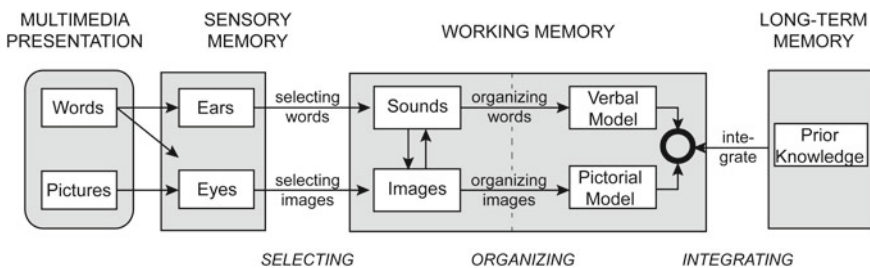 MULTIMEDIA
PRESENTATION
SENSORY
MEMORY
WORKING MEMORY
LONG-TERM
MEMORY
Words
Ears
selecting
words
Sounds
organizing
words
Verbal
Model
inte-
grate
Prior
Knowledge
Pictures
Eyes
selecting
images
Images
organizing
images
Pictorial
Model
SELECTING
ORGANIZING
INTEGRATING